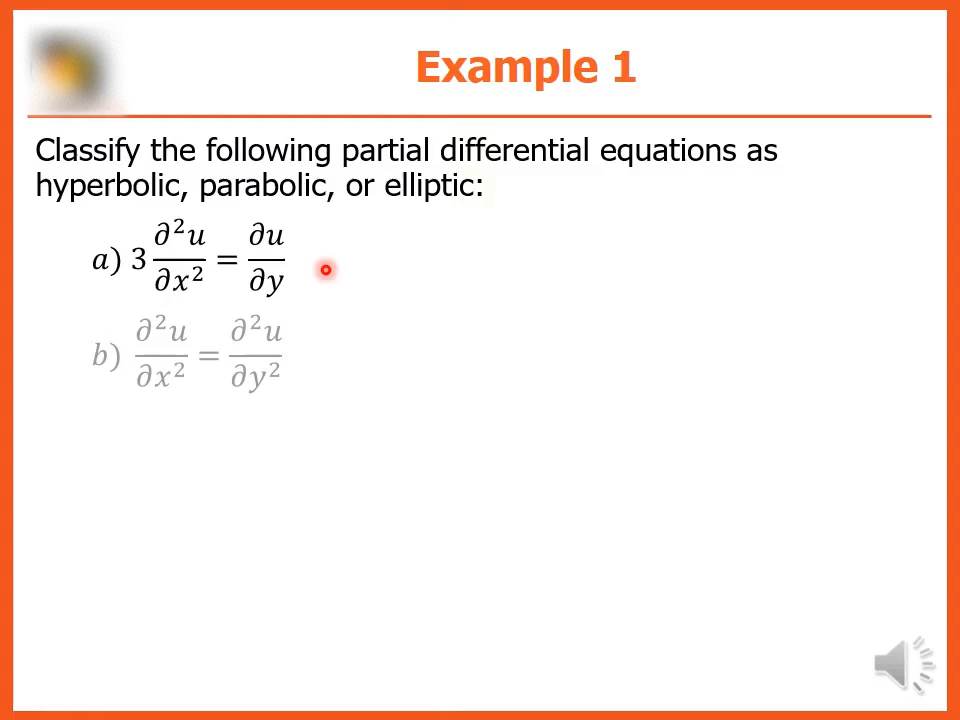 Example 1
Classify the following partial differential equations as
hyperbolic, parabolic, or elliptic:
a) 3 ∂²u/∂x² = ∂u/∂y
b) ∂²u/∂x² = ∂²u/∂y²